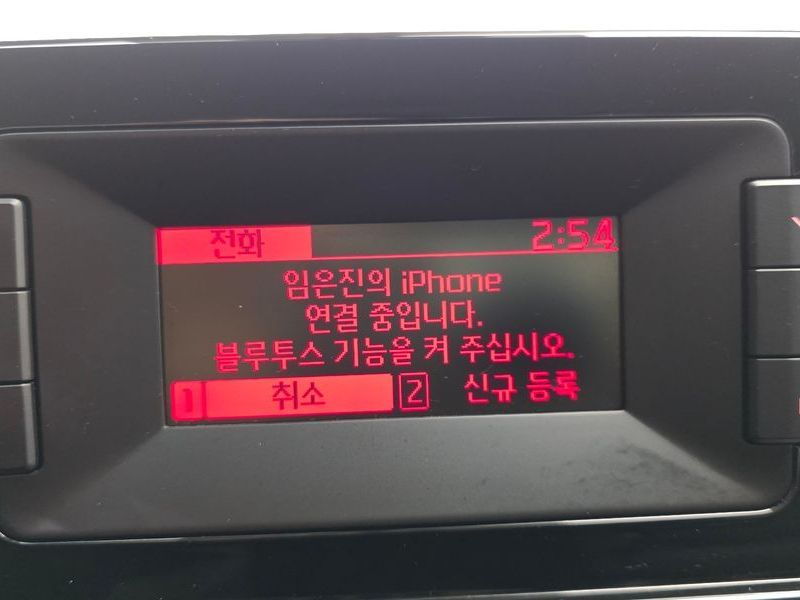 전화 2:54
임은진의 iPhone
연결 중입니다.
블루투스 기능을 켜 주십시오.
1 취소 2 신규 등록